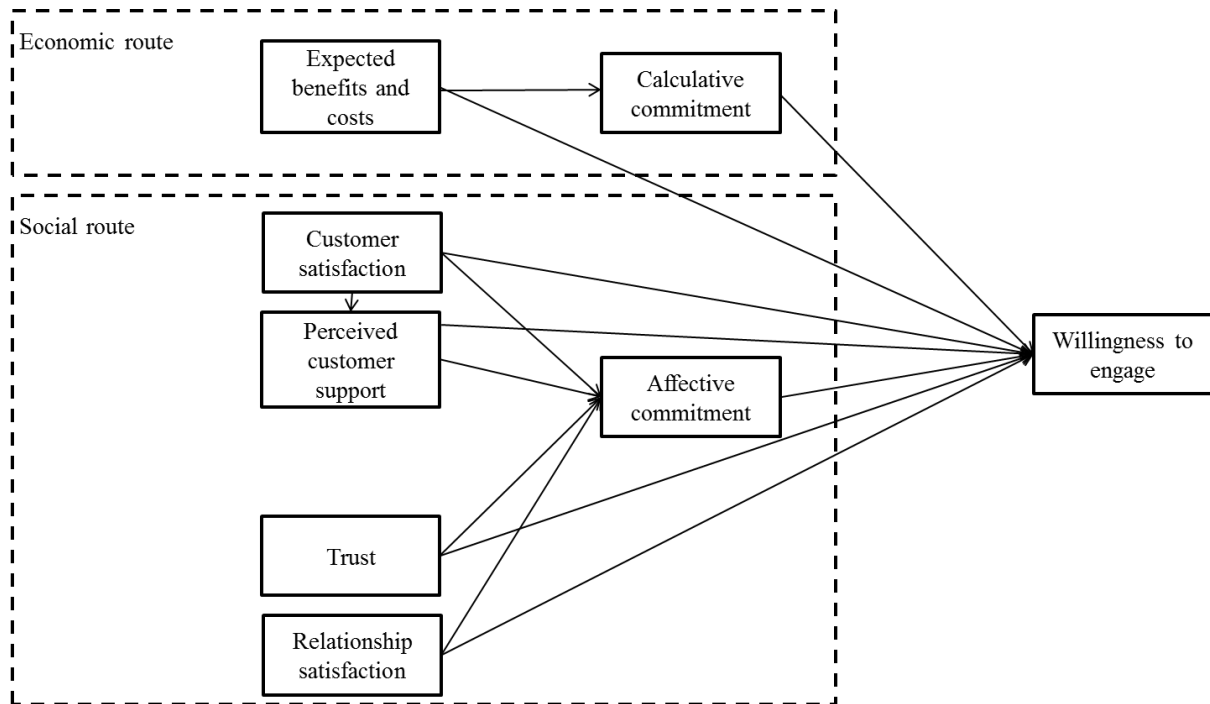 Economic route
Expected
benefits and
costs
Calculative
commitment
Social route
Customer
satisfaction
Perceived
customer
support
Affective
commitment
Willingness to
engage
Trust
Relationship
satisfaction